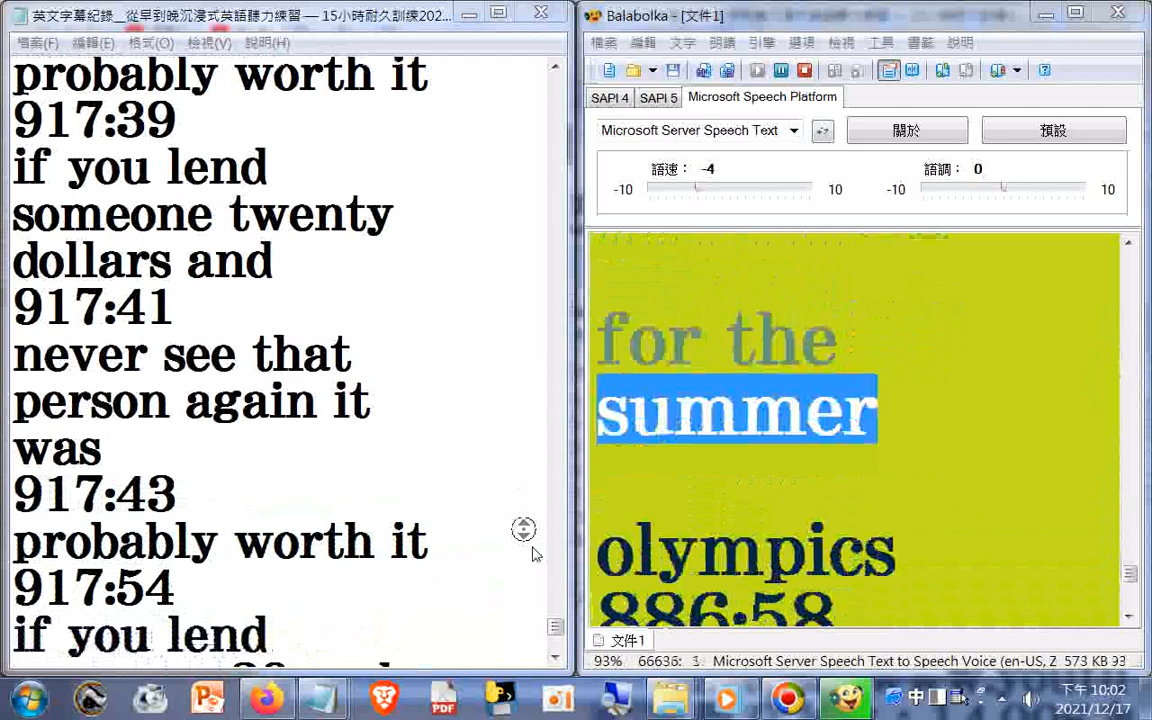 英文字幕紀錄__從早到晚沉浸式英語聽力練習 — 15小時耐久訓練202...
檔案(F) 編輯(E) 格式(O) 檢視(V) 說明(H)
probably worth it
917:39
if you lend
someone twenty
dollars and
917:41
never see that
person again it
was
917:43
probably worth it
917:54
if you lend
Balabolka - [文件1]
檔案 編輯 文字 朗讀 引擎 選項 檢視 工具 書籤 說明
SAPI 4 SAPI 5 Microsoft Speech Platform
Microsoft Server Speech Text 關於 預設
語速： -4 語調： 0
-10 10 -10 10
for the
summer
olympics
886:58
文件1
93% 66636: 1 Microsoft Server Speech Text to Speech Voice (en-US, Z 573 KB 93
PDF
中
下午 10:02
2021/12/17